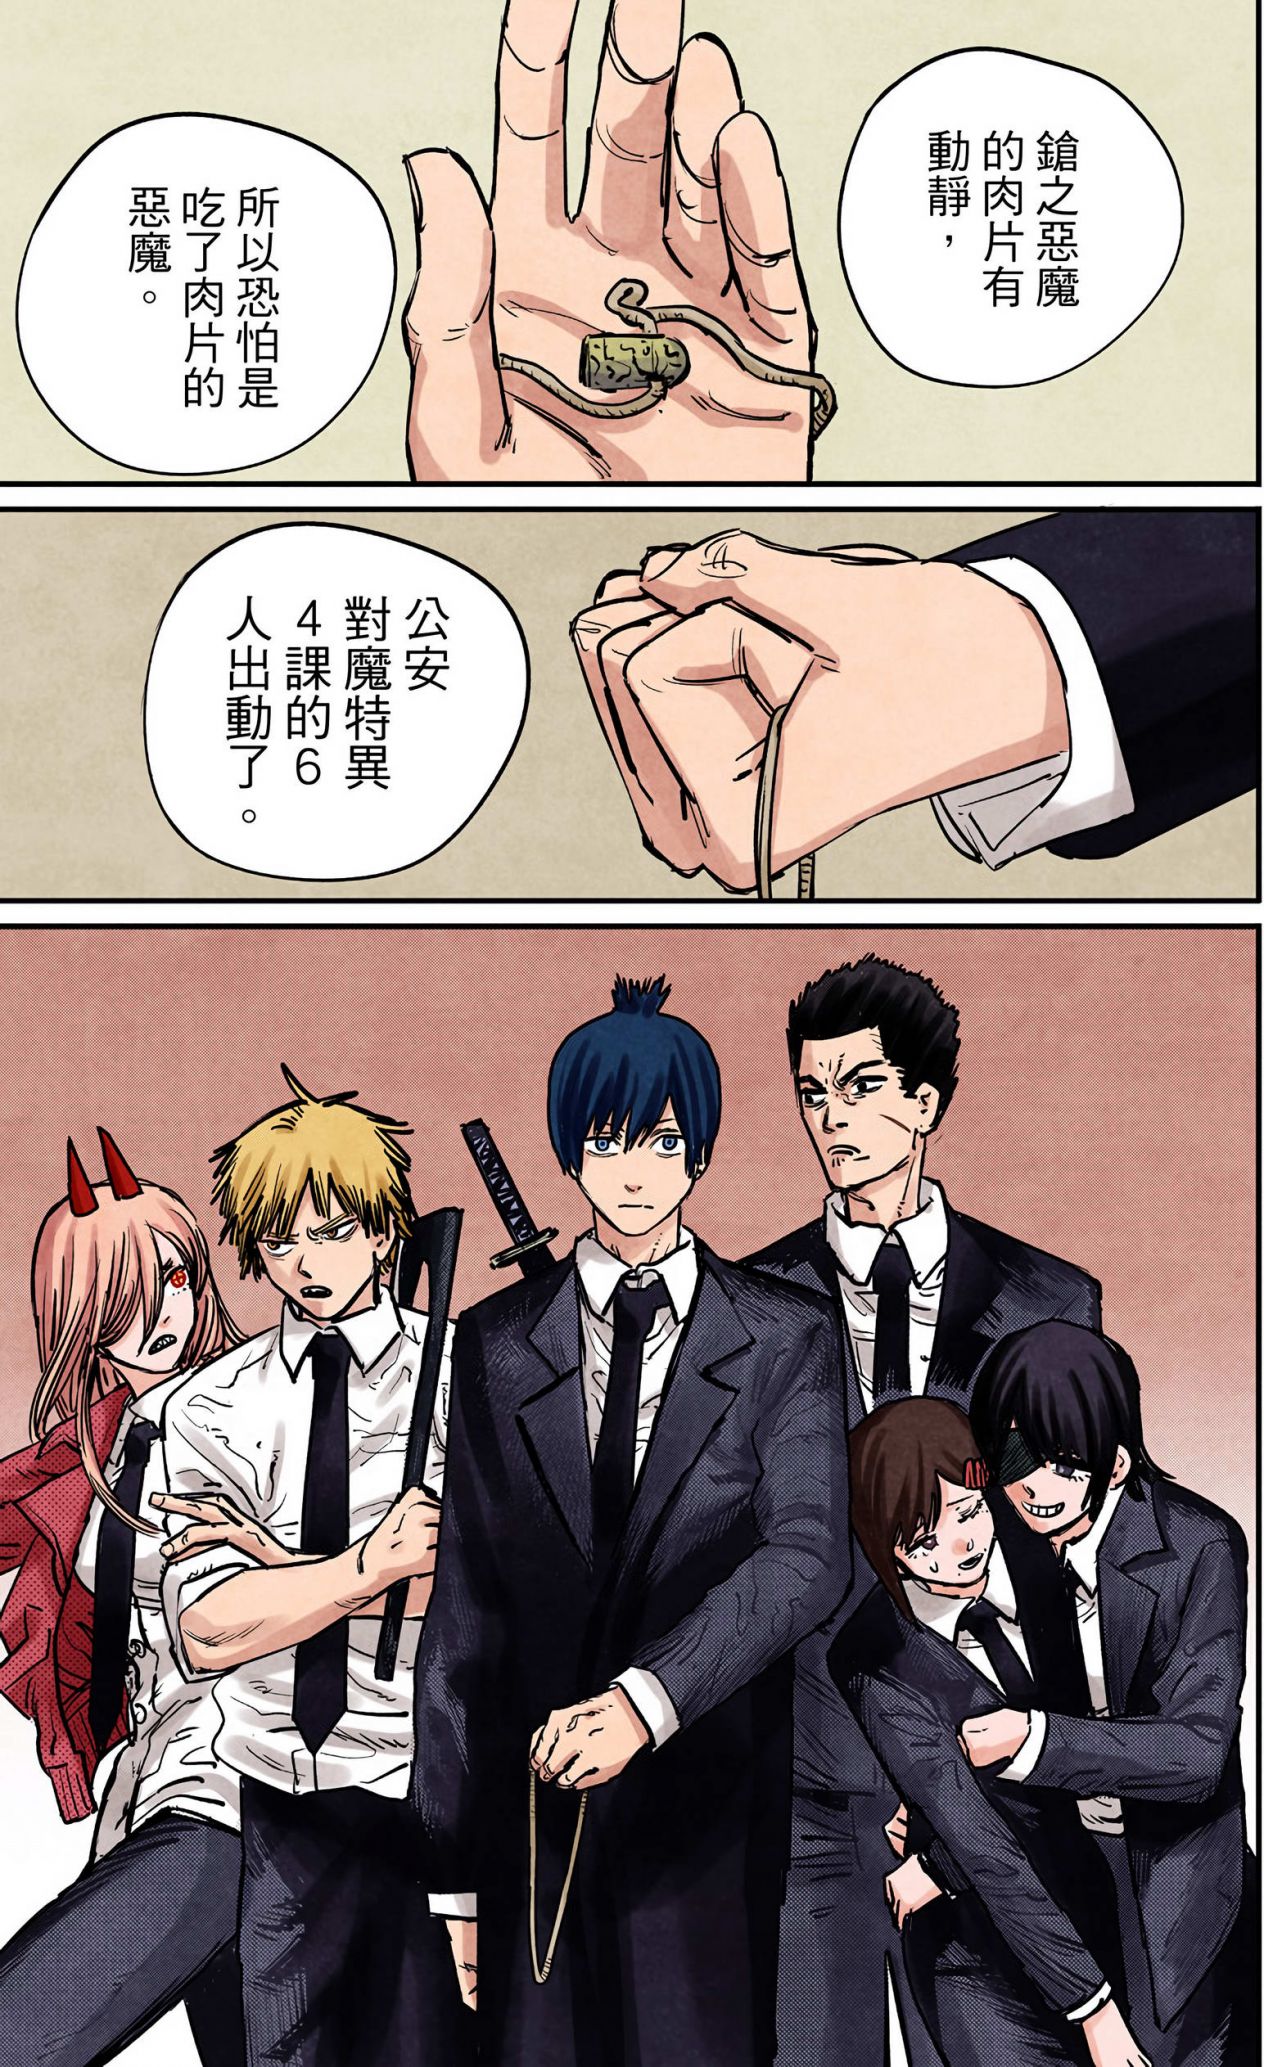 鎗之惡魔
的肉片有
動靜，
所以恐怕是
吃了肉片的
惡魔。
公安
對魔特異
4課的6
人出動了。